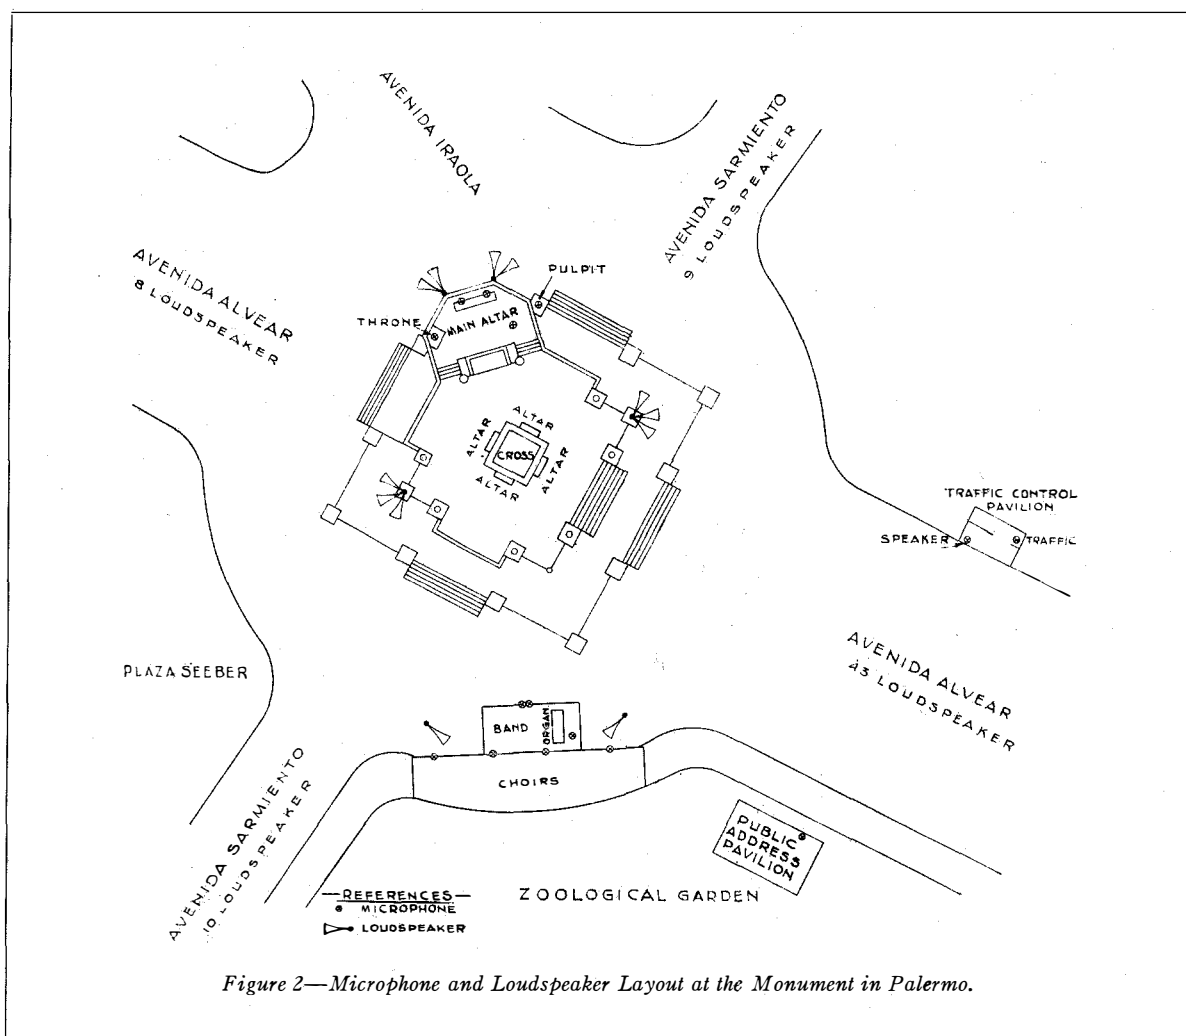 AVENIDA IRAOLA
AVENIDA SARMIENTO
9 LOUDSPEAKER
AVENIDA ALVEAR
8 LOUDSPEAKER
PULPIT
THRONE
MAIN ALTAR
ALTAR
ALTAR
CROSS
ALTAR
ALTAR
TRAFFIC CONTROL
PAVILION
SPEAKER
TRAFFIC
AVENIDA ALVEAR
43 LOUDSPEAKER
PLAZA SEEBER
BAND
ORGAN
CHOIRS
AVENIDA SARMIENTO
10 LOUDSPEAKER
PUBLIC
ADDRESS
PAVILION
ZOOLOGICAL GARDEN
REFERENCES
MICROPHONE
LOUDSPEAKER
Figure 2—Microphone and Loudspeaker Layout at the Monument in Palermo.